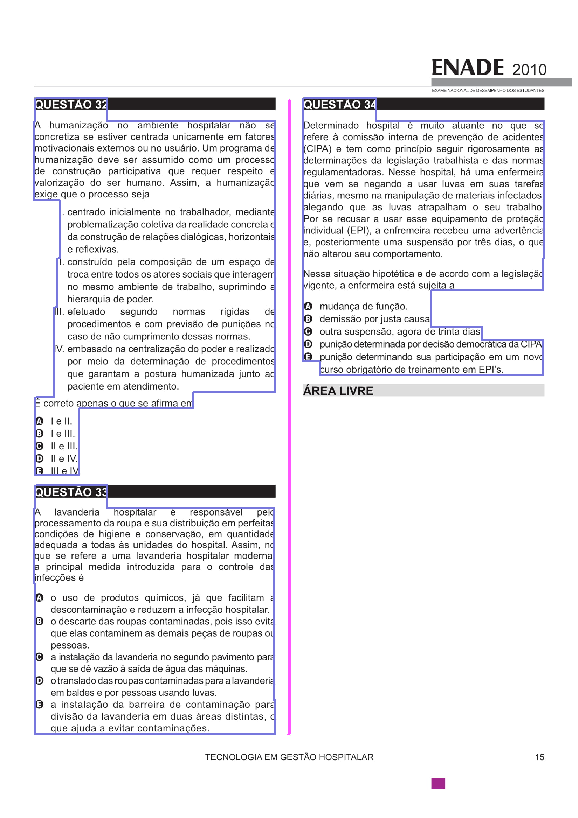 ENADE 2010
EXAME NACIONAL DE DESEMPENHO DOS ESTUDANTES
QUESTÃO 32
A humanização no ambiente hospitalar não se
concretiza se estiver centrada unicamente em fatores
motivacionais externos ou no usuário. Um programa de
humanização deve ser assumido como um processo
de construção participativa que requer respeito e
valorização do ser humano. Assim, a humanização
exige que o processo seja
I. centrado inicialmente no trabalhador, mediante
problematização coletiva da realidade concreta e
da construção de relações dialógicas, horizontais
e reflexivas.
II. construído pela composição de um espaço de
troca entre todos os atores sociais que interagem
no mesmo ambiente de trabalho, suprimindo a
hierarquia de poder.
III. efetuado segundo normas rígidas de
procedimentos e com previsão de punições no
caso de não cumprimento dessas normas.
IV. embasado na centralização do poder e realizado
por meio da determinação de procedimentos
que garantam a postura humanizada junto ao
paciente em atendimento.
É correto apenas o que se afirma em
A I e II.
B I e III.
C II e III.
D II e IV.
E III e IV.
QUESTÃO 33
A lavanderia hospitalar é responsável pelo
processamento da roupa e sua distribuição em perfeitas
condições de higiene e conservação, em quantidade
adequada a todas às unidades do hospital. Assim, no
que se refere a uma lavanderia hospitalar moderna,
a principal medida introduzida para o controle das
infecções é
A o uso de produtos químicos, já que facilitam a
descontaminação e reduzem a infecção hospitalar.
B o descarte das roupas contaminadas, pois isso evita
que elas contaminem as demais peças de roupas ou
pessoas.
C a instalação da lavanderia no segundo pavimento para
que se dê vazão à saída de água das máquinas.
D o translado das roupas contaminadas para a lavanderia
em baldes e por pessoas usando luvas.
E a instalação da barreira de contaminação para
divisão da lavanderia em duas áreas distintas, o
que ajuda a evitar contaminações.
QUESTÃO 34
Determinado hospital é muito atuante no que se
refere à comissão interna de prevenção de acidentes
(CIPA) e tem como princípio seguir rigorosamente as
determinações da legislação trabalhista e das normas
regulamentadoras. Nesse hospital, há uma enfermeira
que vem se negando a usar luvas em suas tarefas
diárias, mesmo na manipulação de materiais infectados,
alegando que as luvas atrapalham o seu trabalho.
Por se recusar a usar esse equipamento de proteção
individual (EPI), a enfremeira recebeu uma advertência
e, posteriormente uma suspensão por três dias, o que
não alterou seu comportamento.
Nessa situação hipotética e de acordo com a legislação
vigente, a enfermeira está sujeita a
A mudança de função.
B demissão por justa causa.
C outra suspensão, agora de trinta dias.
D punição determinada por decisão democrática da CIPA.
E punição determinando sua participação em um novo
curso obrigatório de treinamento em EPI's.
ÁREA LIVRE
TECNOLOGIA EM GESTÃO HOSPITALAR
15